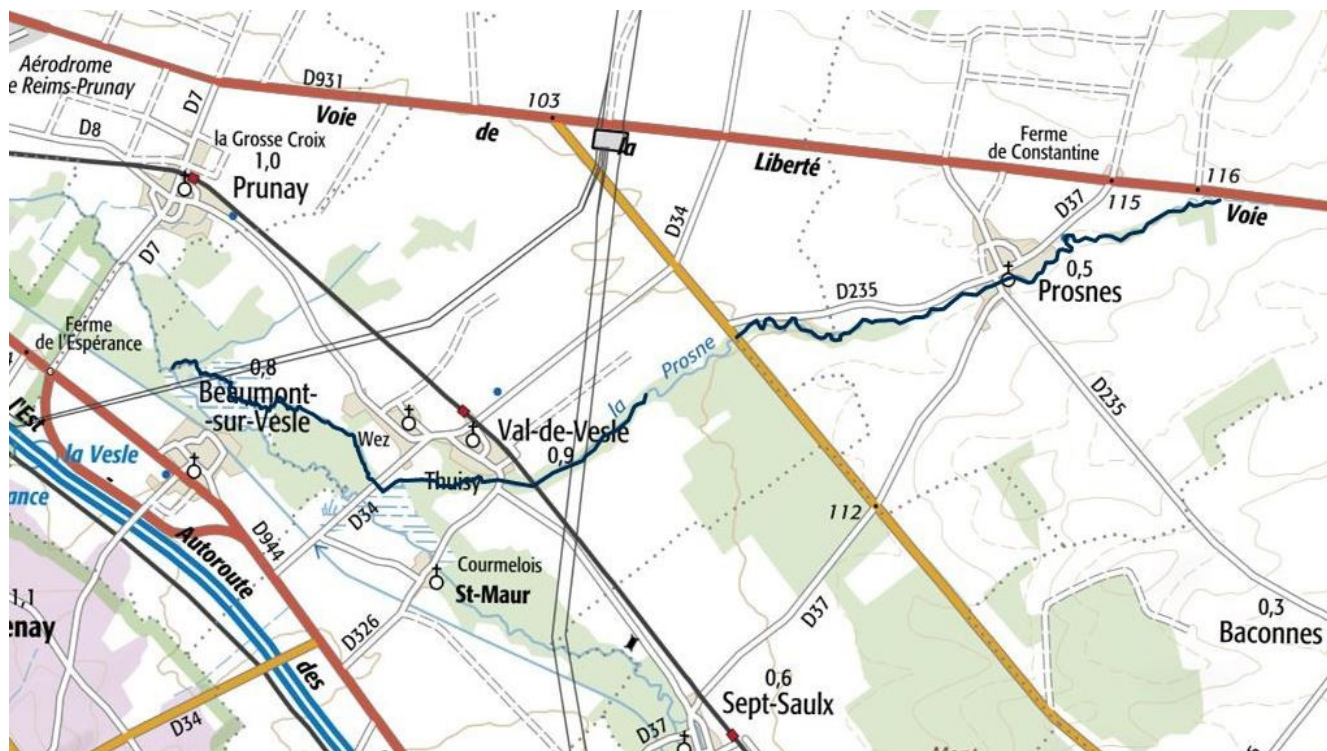 Aérodrome
e Reims-Prunay
D7
D931
Voie
de
la
Liberté
103
D8
la Grosse Croix
1,0
Prunay
D34
Ferme
de Constantine
116
115
Voie
D37
D7
0,5
Prosnes
D235
Ferme
de l'Espérance
la Prosne
0,8
Beaumont-
-sur-Vesle
D235
l'Est
Wez
Val-de-Vesle
0,9
la Vesle
Thuisy
ance
D34
112
Autoroute
D944
Courmelois
St-Maur
1,1
enay
D326
D37
0,3
Baconnes
des
0,6
Sept-Saulx
D34
D37